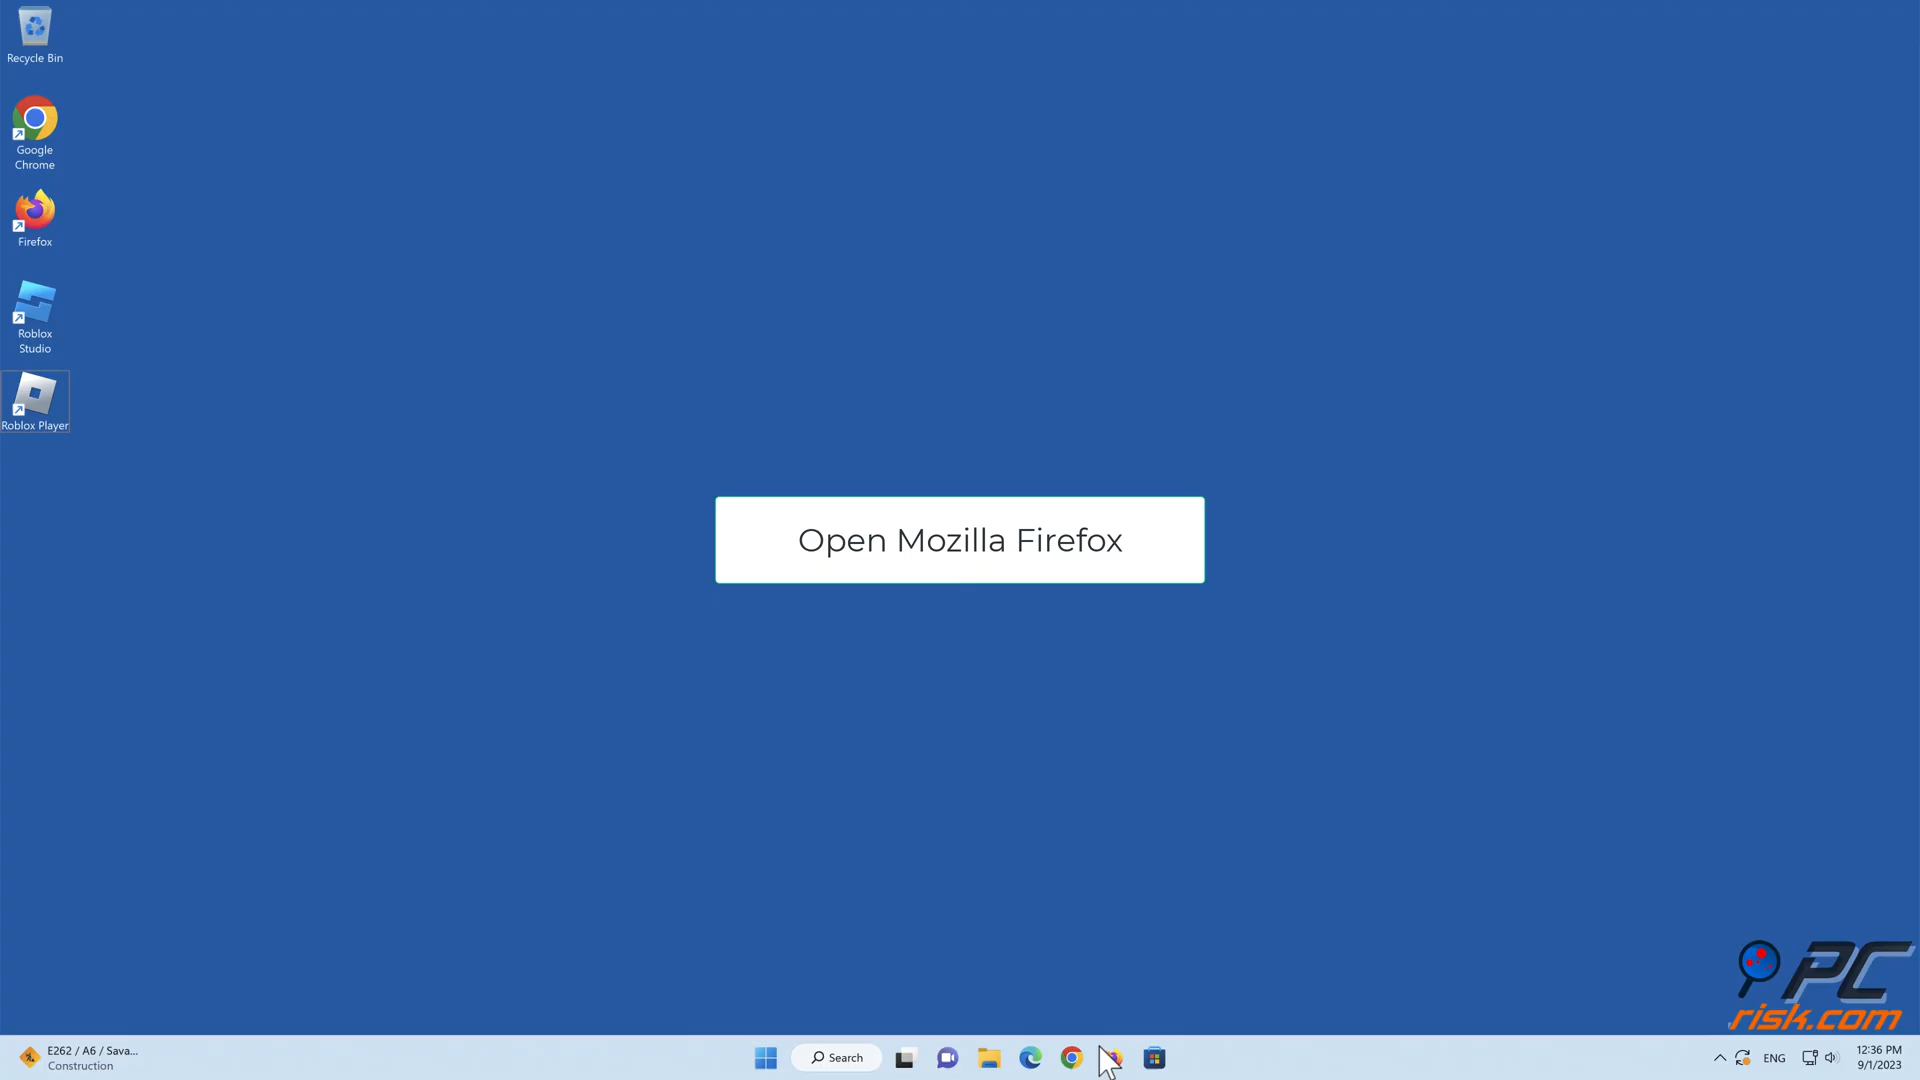 Recycle Bin
Google
Chrome
Firefox
Roblox
Studio
Roblox Player
Open Mozilla Firefox
PC
risk.com
E262 / A6 / Sava...
Construction
Search
ENG
12:36 PM
9/1/2023